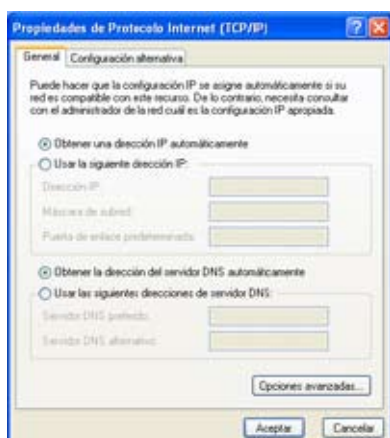 Propiedades de Protocolo Internet (TCP/IP)
General
Configuración alternativa
Puede hacer que la configuración IP se asigne automáticamente si su
red es compatible con este recurso. De lo contrario, necesita consultar
con el administrador de la red cuál es la configuración IP apropiada.
Obtener una dirección IP automáticamente
Usar la siguiente dirección IP:
Dirección IP:
Máscara de subred:
Puerta de enlace predeterminada:
Obtener la dirección del servidor DNS automáticamente
Usar las siguientes direcciones de servidor DNS:
Servidor DNS preferido:
Servidor DNS alternativo:
Opciones avanzadas...
Aceptar
Cancelar